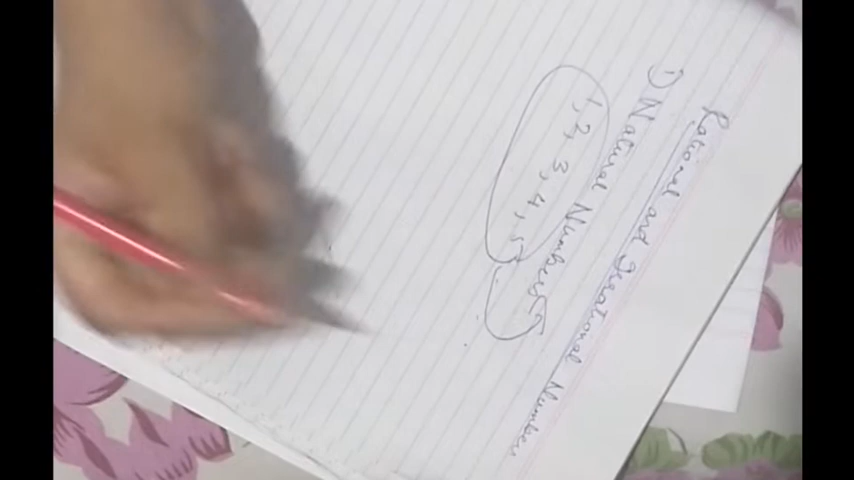 Rational and Irrational Numbers
1) Natural Numbers
1, 2, 3, 4, 5